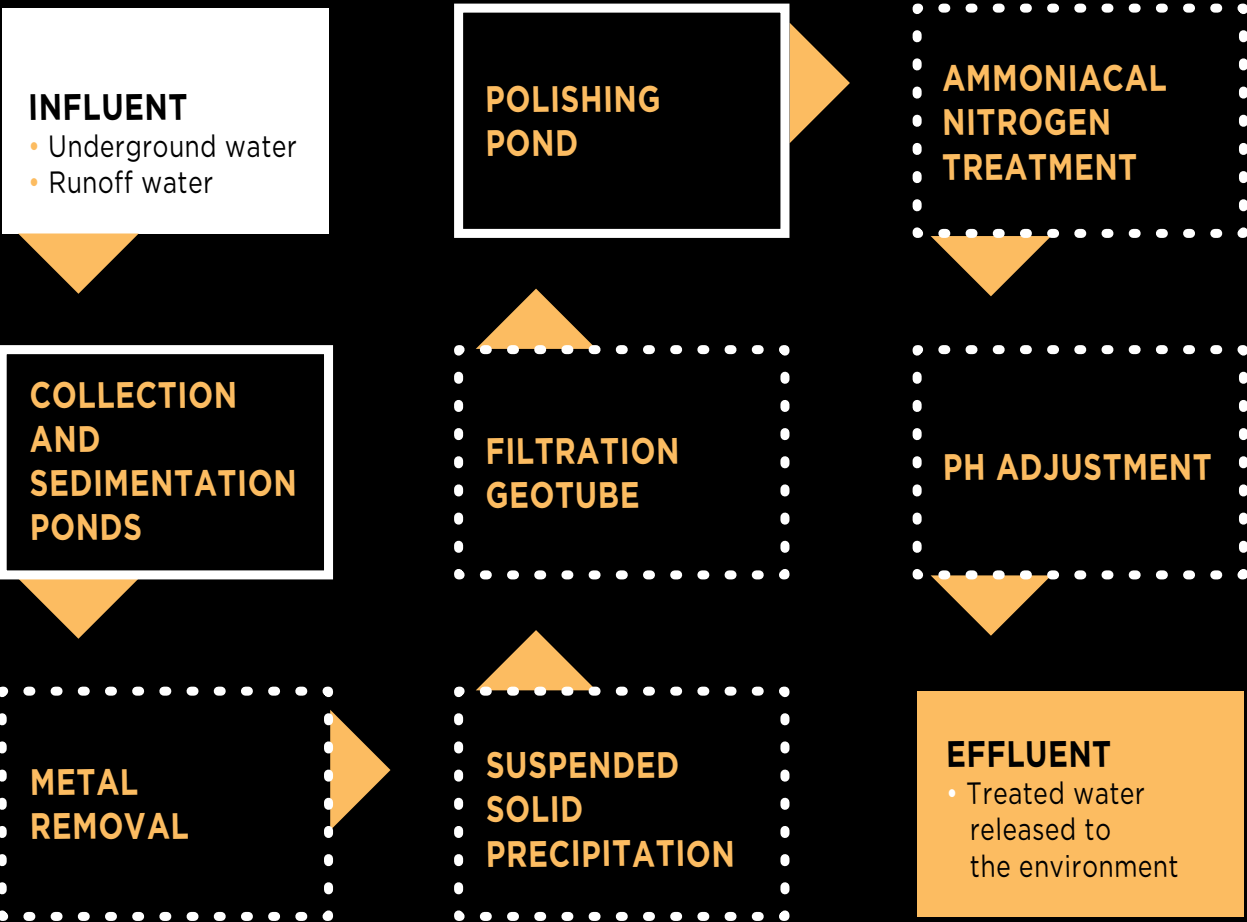 INFLUENT
• Underground water
• Runoff water
COLLECTION
AND
SEDIMENTATION
PONDS
METAL
REMOVAL
SUSPENDED
SOLID
PRECIPITATION
FILTRATION
GEOTUBE
POLISHING
POND
AMMONIACAL
NITROGEN
TREATMENT
PH ADJUSTMENT
EFFLUENT
• Treated water
released to
the environment